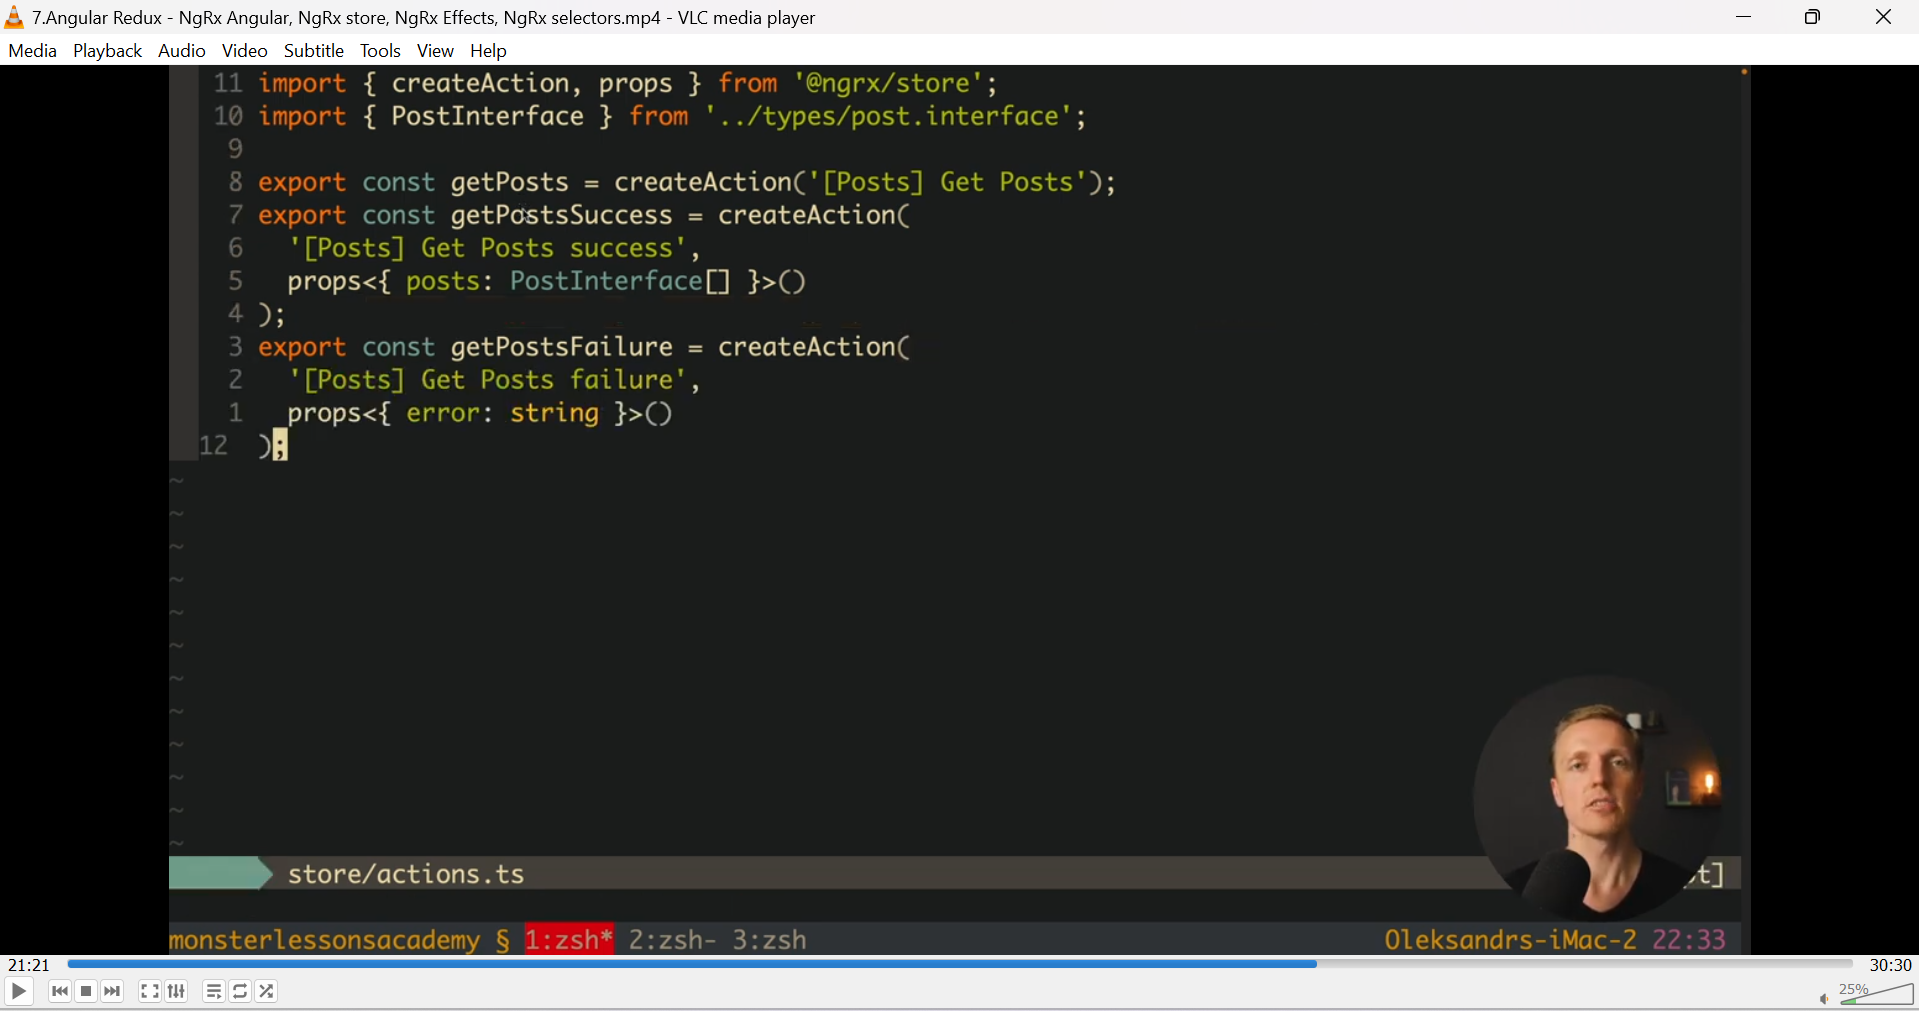 7.Angular Redux - NgRx Angular, NgRx store, NgRx Effects, NgRx selectors.mp4 - VLC media player
Media Playback Audio Video Subtitle Tools View Help
11 import { createAction, props } from '@ngrx/store';
10 import { PostInterface } from '../types/post.interface';
9
8 export const getPosts = createAction('[Posts] Get Posts');
7 export const getPostsSuccess = createAction(
6 '[Posts] Get Posts success',
5 props<{ posts: PostInterface[] }>()
4 );
3 export const getPostsFailure = createAction(
2 '[Posts] Get Posts failure',
1 props<{ error: string }>()
12 );
~
~
~
~
~
~
~
~
~
~
~
~
store/actions.ts t]
monsterlessonsacademy § 1:zsh* 2:zsh- 3:zsh Oleksandrs-iMac-2 22:33
21:21 30:30
25%